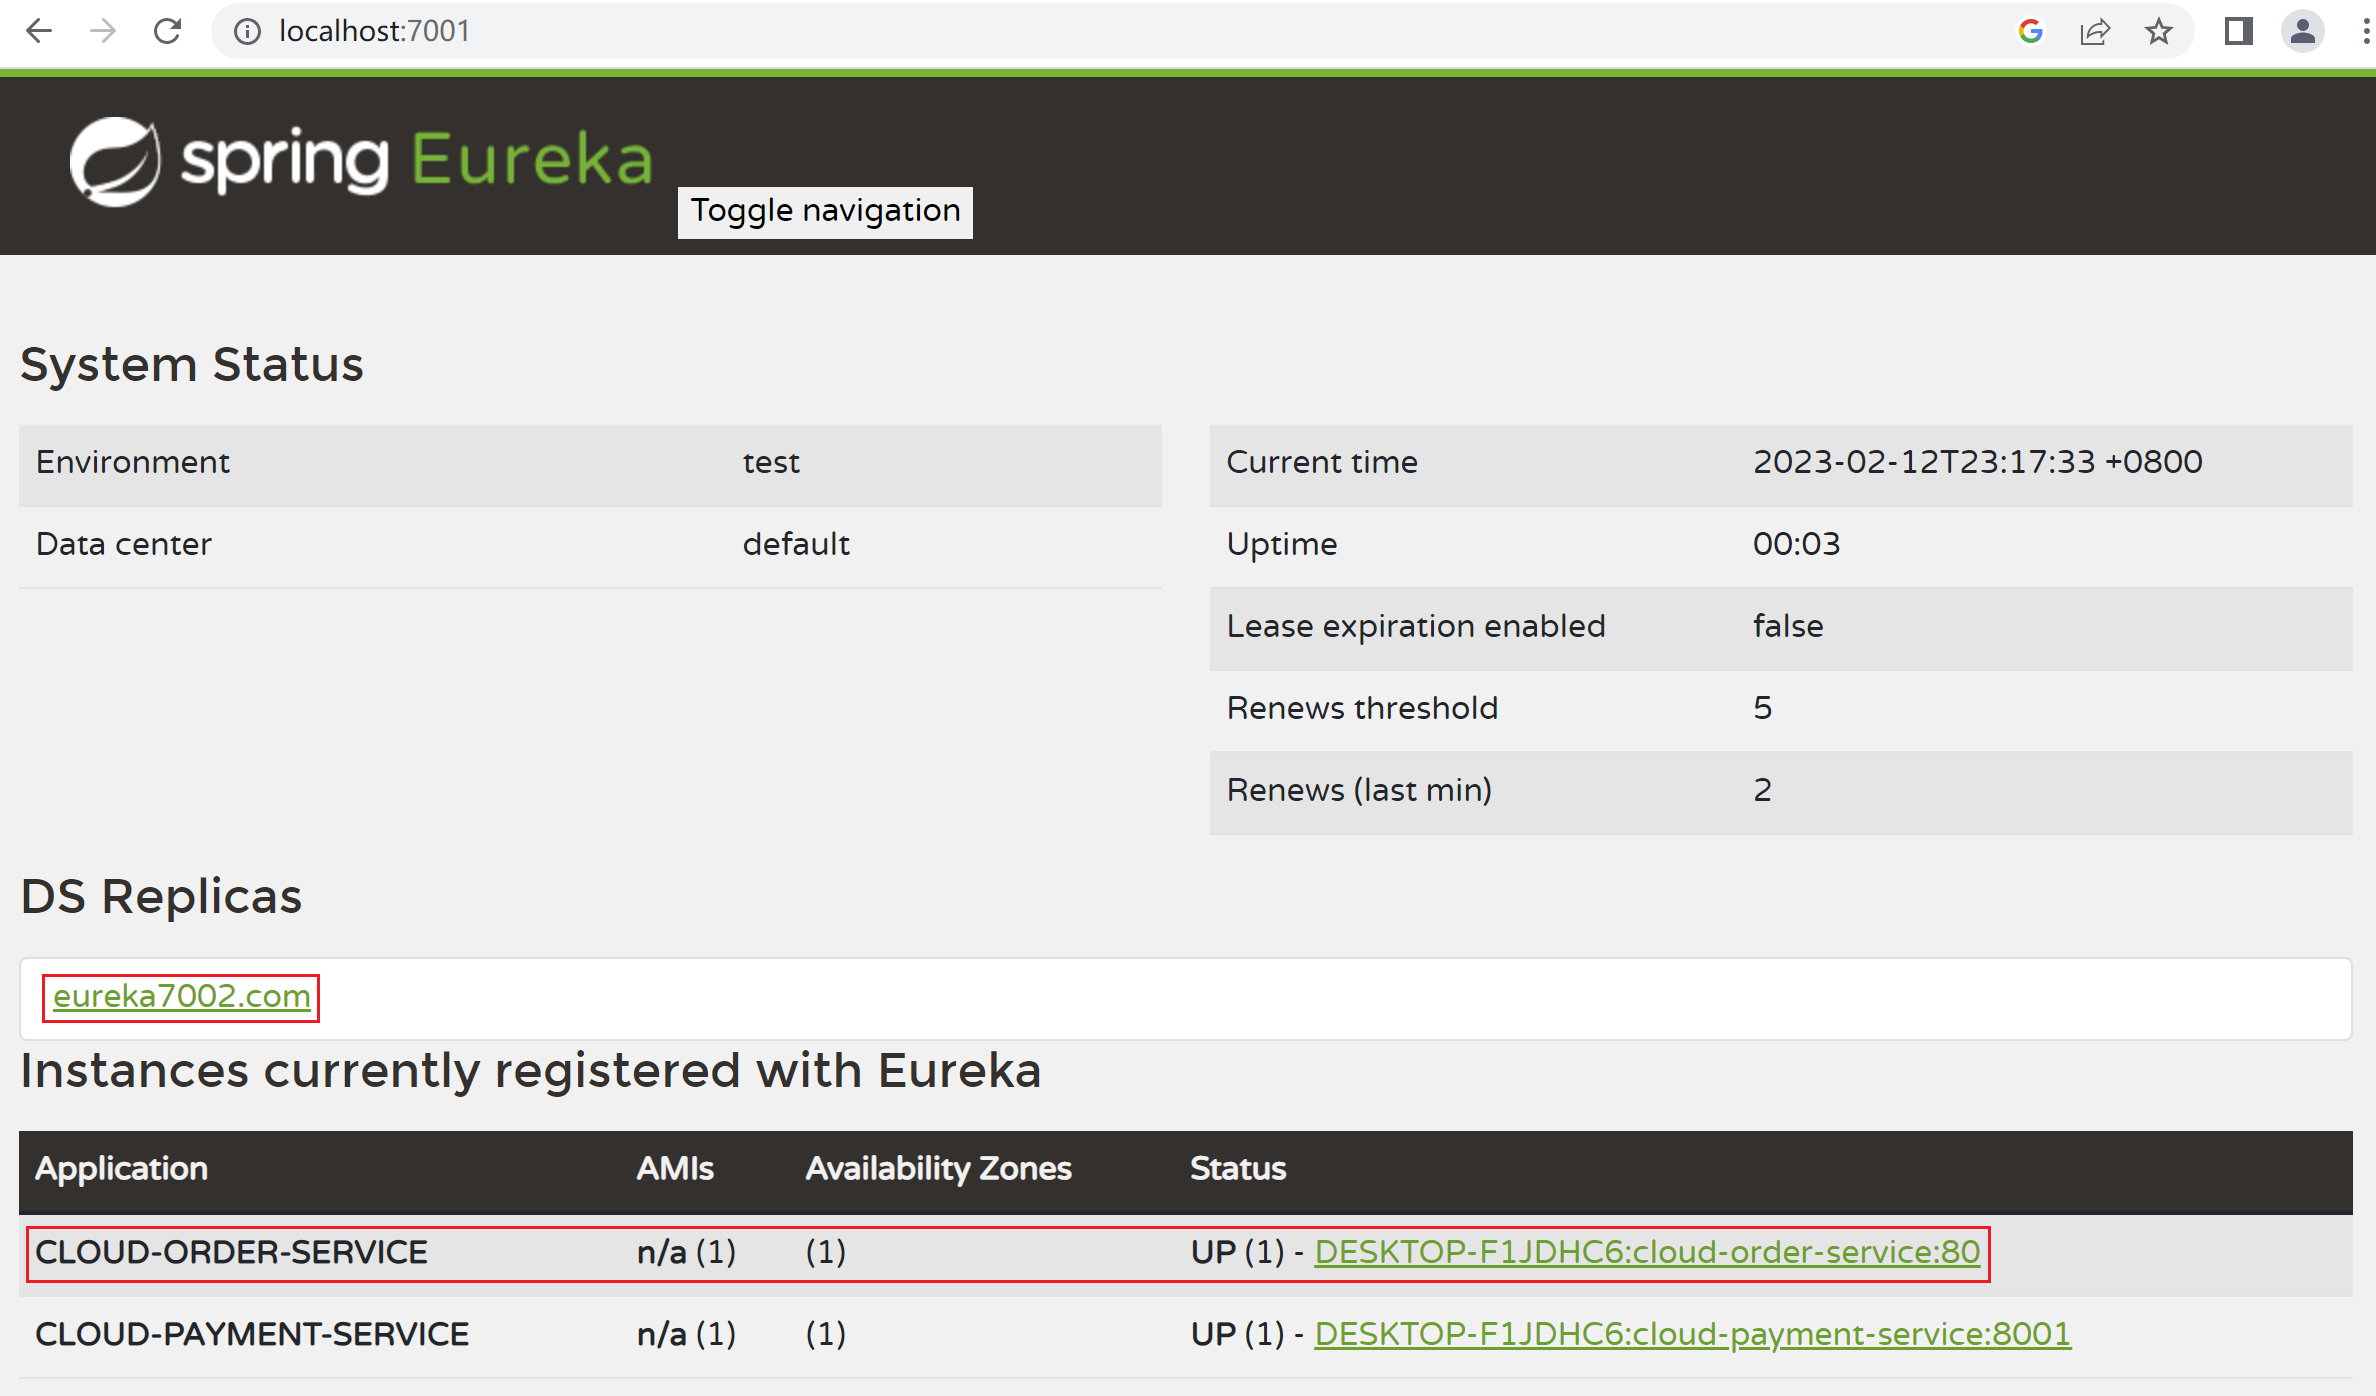 localhost:7001
spring Eureka
Toggle navigation
System Status
Environment test
Data center default
Current time 2023-02-12T23:17:33 +0800
Uptime 00:03
Lease expiration enabled false
Renews threshold 5
Renews (last min) 2
DS Replicas
eureka7002.com
Instances currently registered with Eureka
Application AMIs Availability Zones Status
CLOUD-ORDER-SERVICE n/a (1) (1) UP (1) - DESKTOP-F1JDHC6:cloud-order-service:80
CLOUD-PAYMENT-SERVICE n/a (1) (1) UP (1) - DESKTOP-F1JDHC6:cloud-payment-service:8001